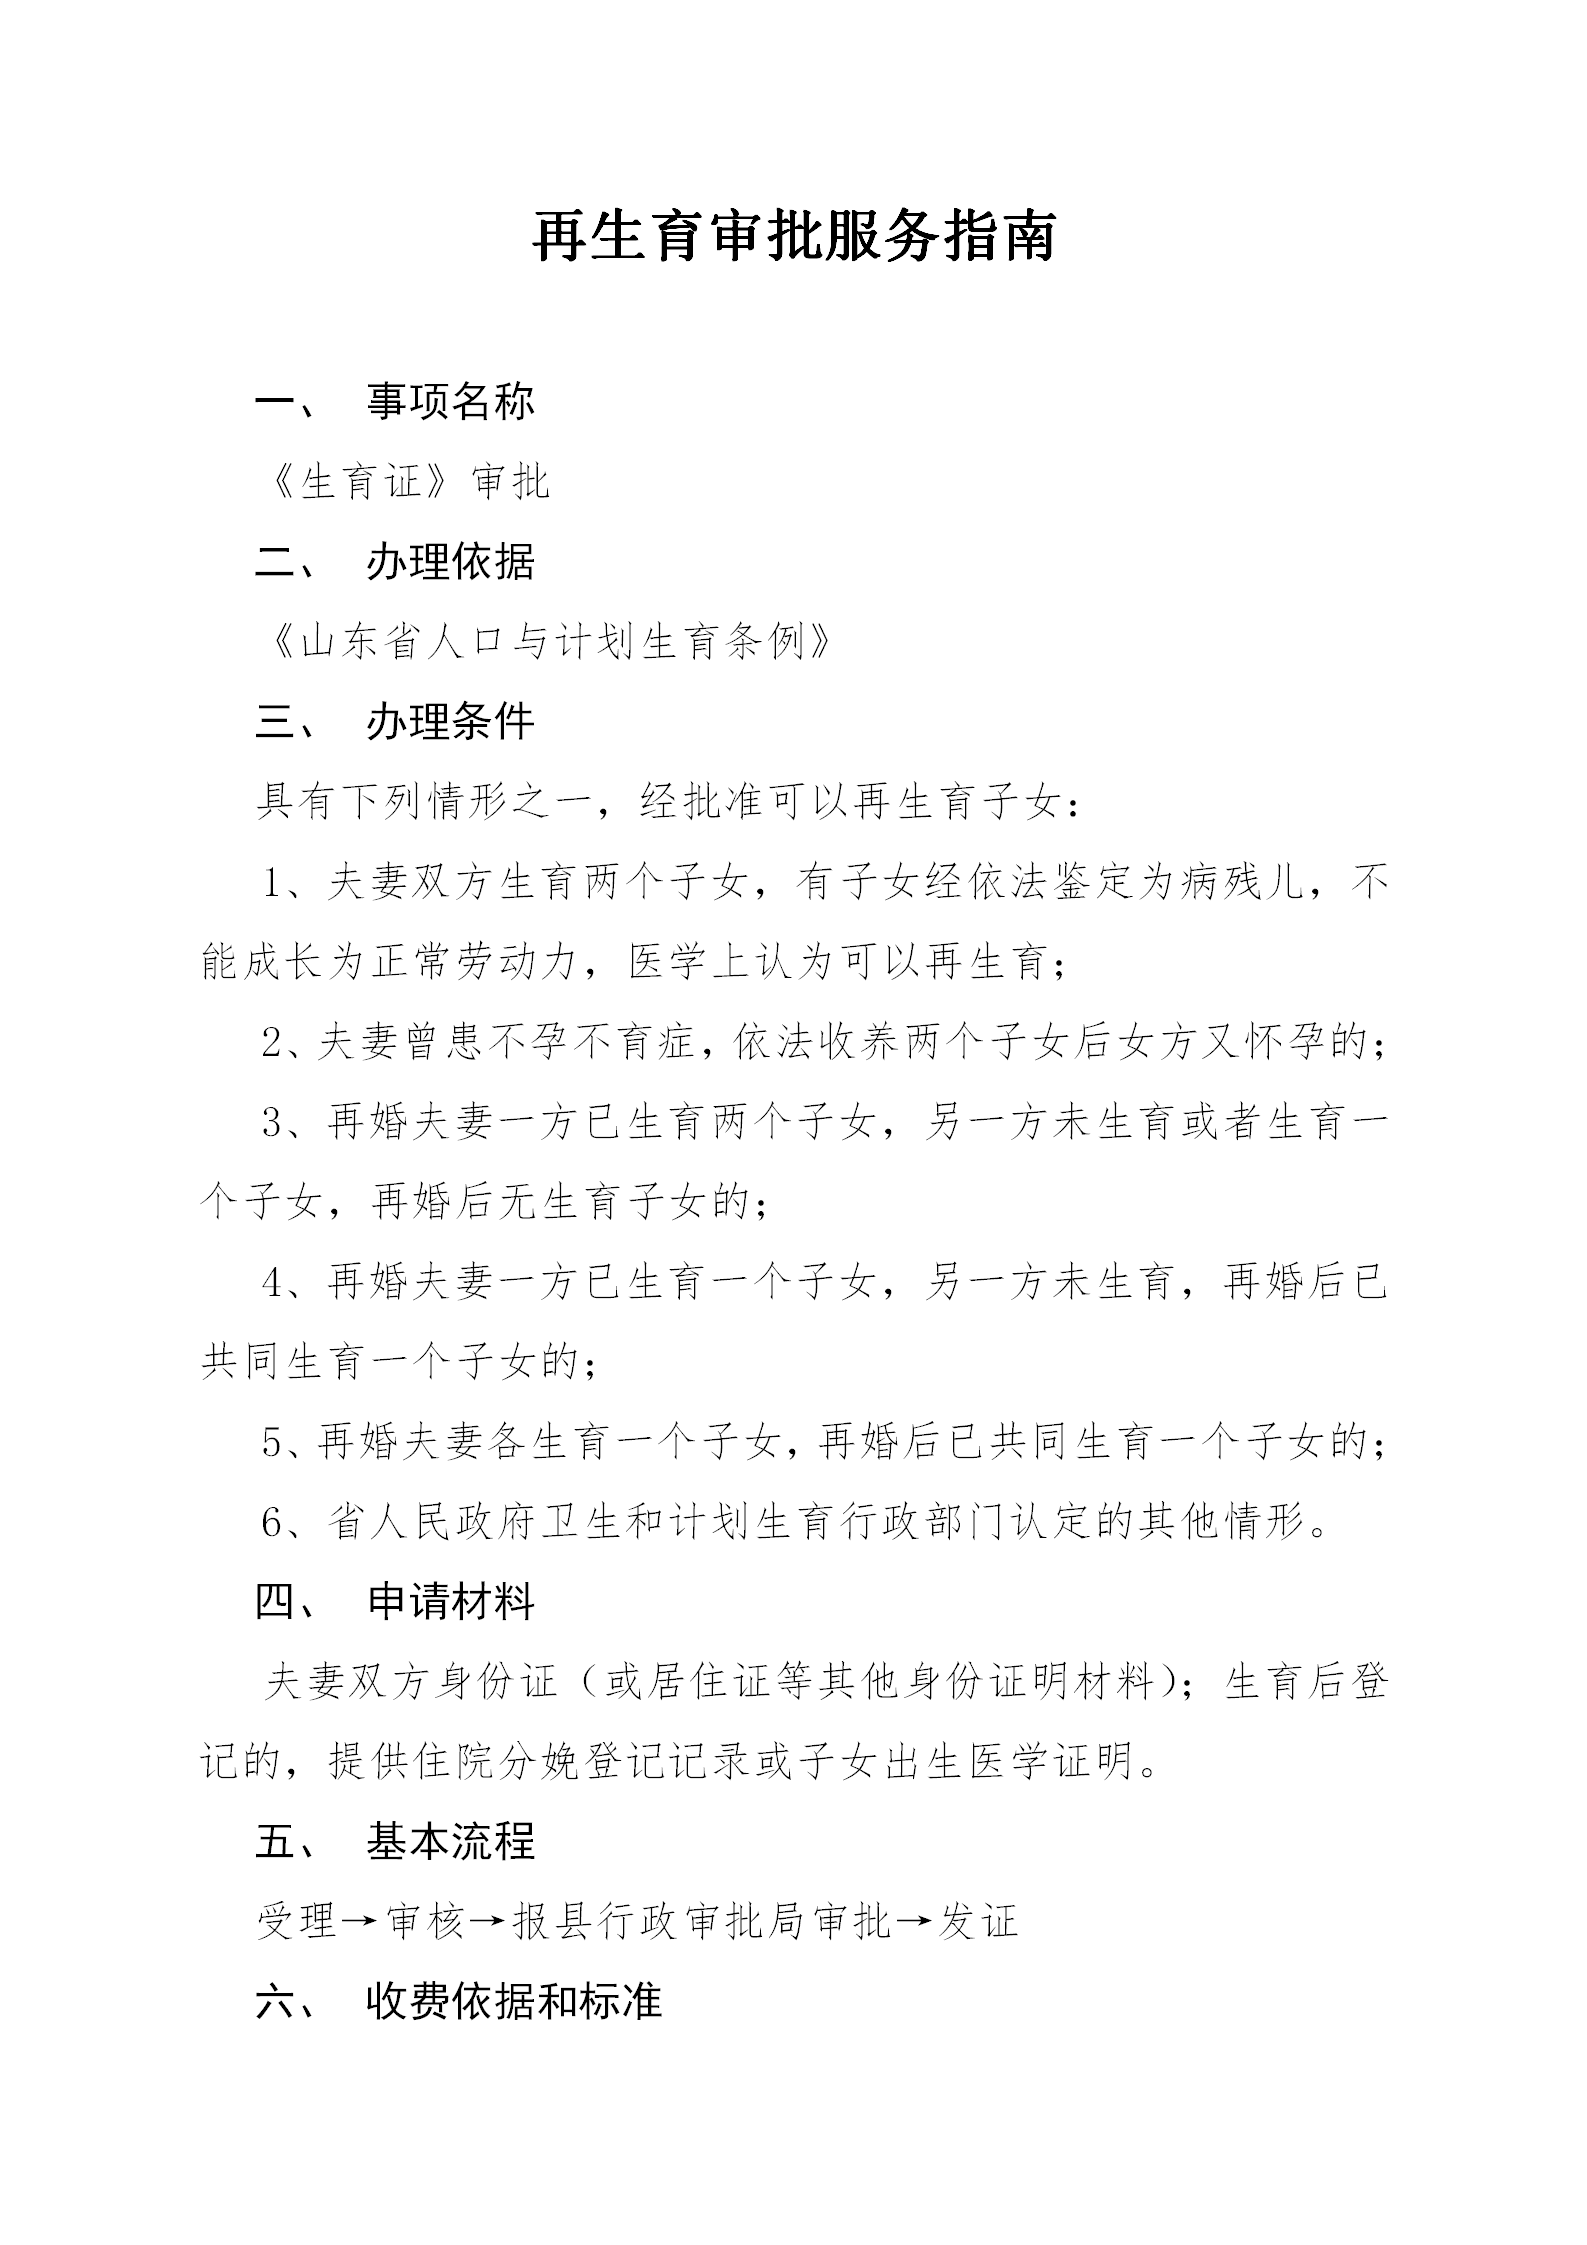 再生育审批服务指南
一、 事项名称
《生育证》审批
二、 办理依据
《山东省人口与计划生育条例》
三、 办理条件
具有下列情形之一，经批准可以再生育子女：
1、夫妻双方生育两个子女，有子女经依法鉴定为病残儿，不
能成长为正常劳动力，医学上认为可以再生育；
2、夫妻曾患不孕不育症，依法收养两个子女后女方又怀孕的；
3、再婚夫妻一方已生育两个子女，另一方未生育或者生育一
个子女，再婚后无生育子女的；
4、再婚夫妻一方已生育一个子女，另一方未生育，再婚后已
共同生育一个子女的；
5、再婚夫妻各生育一个子女，再婚后已共同生育一个子女的；
6、省人民政府卫生和计划生育行政部门认定的其他情形。
四、 申请材料
夫妻双方身份证（或居住证等其他身份证明材料）；生育后登
记的，提供住院分娩登记记录或子女出生医学证明。
五、 基本流程
受理→审核→报县行政审批局审批→发证
六、 收费依据和标准